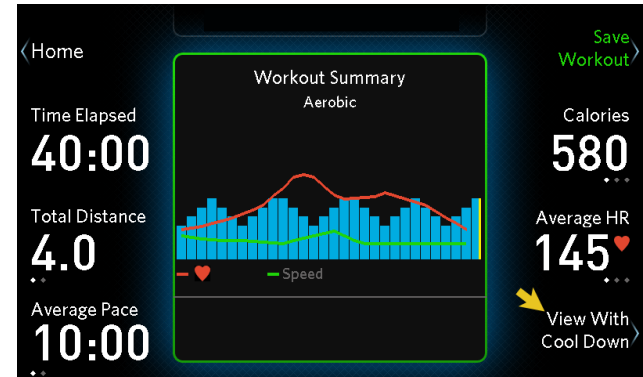 Home
Save
Workout
Workout Summary
Aerobic
Time Elapsed
40:00
Calories
580
Total Distance
4.0
Average HR
145
Speed
Average Pace
10:00
View With
Cool Down